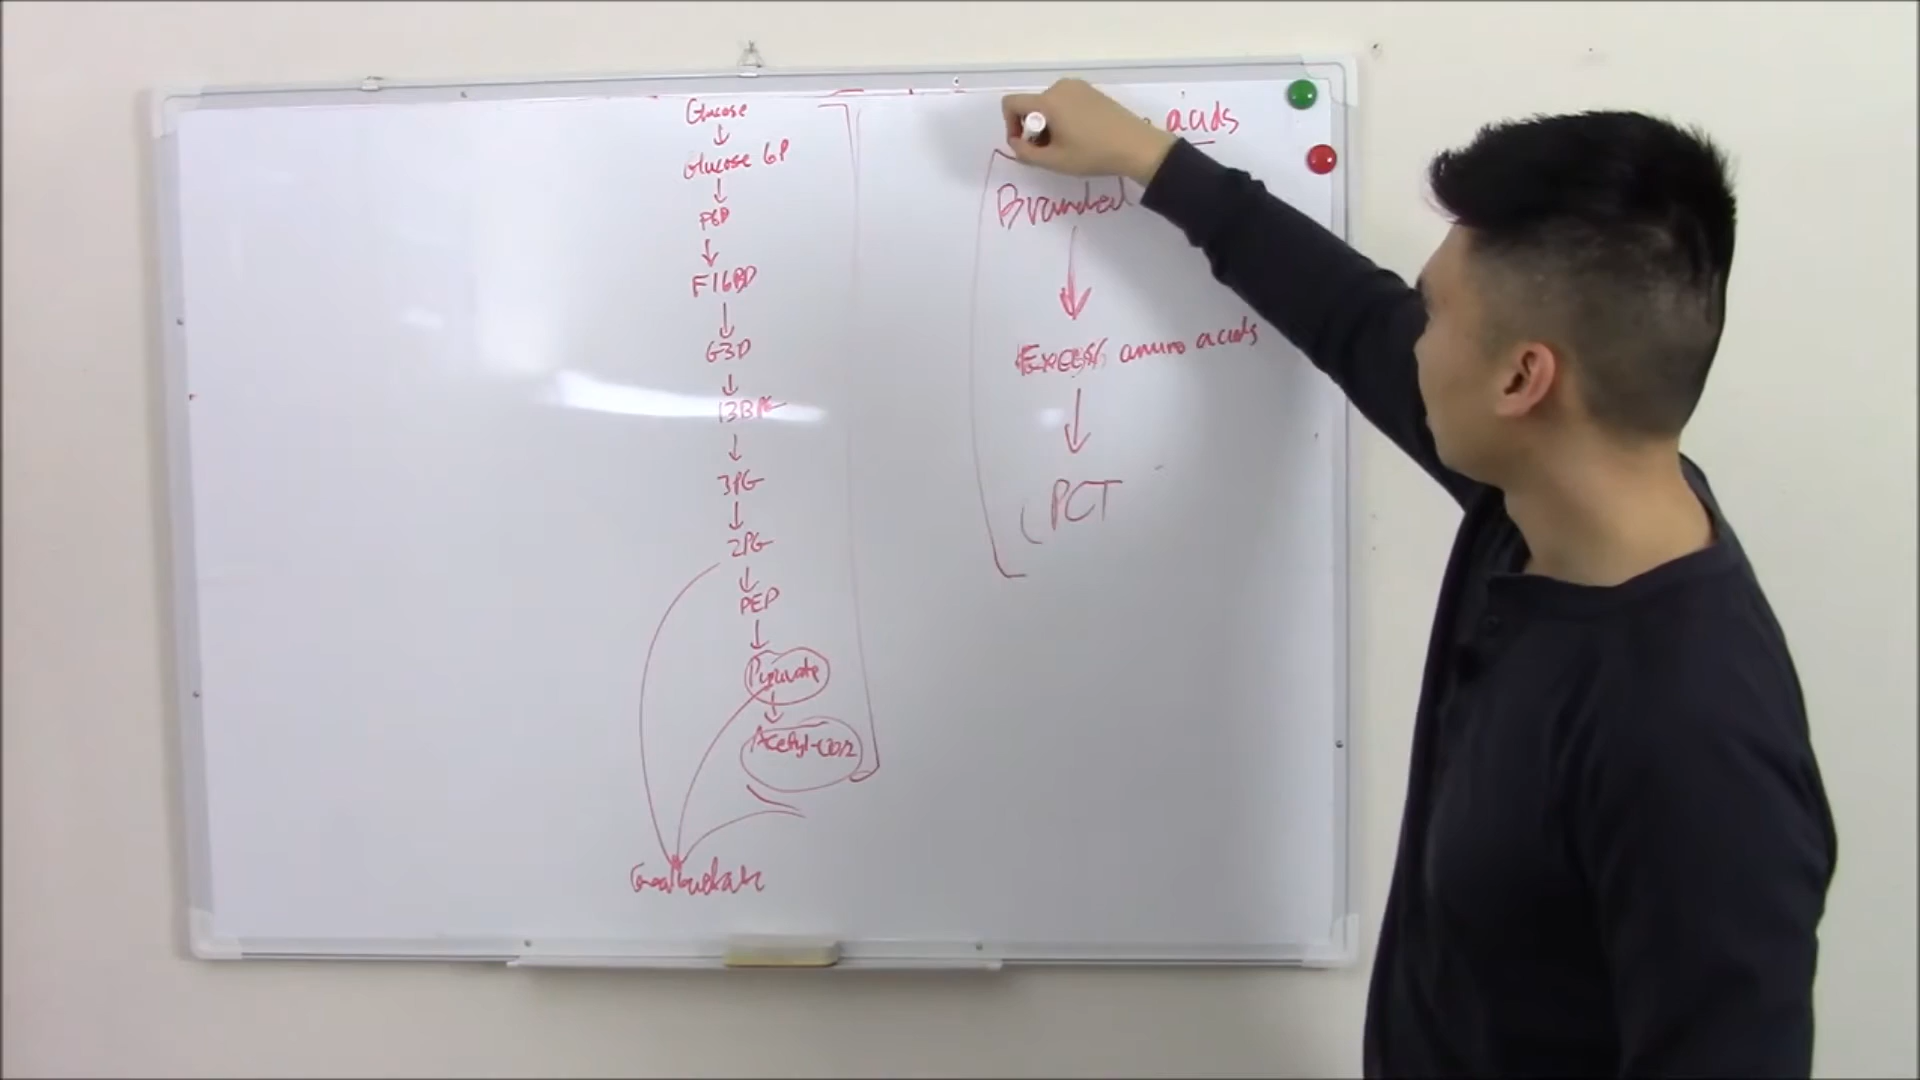 Glucose
Glucose 6P
F6P
F16BP
G3P
13BPG
3PG
2PG
PEP
Pyruvate
Acetyl-CoA
acids
Branched
Excess amino acids
PCT